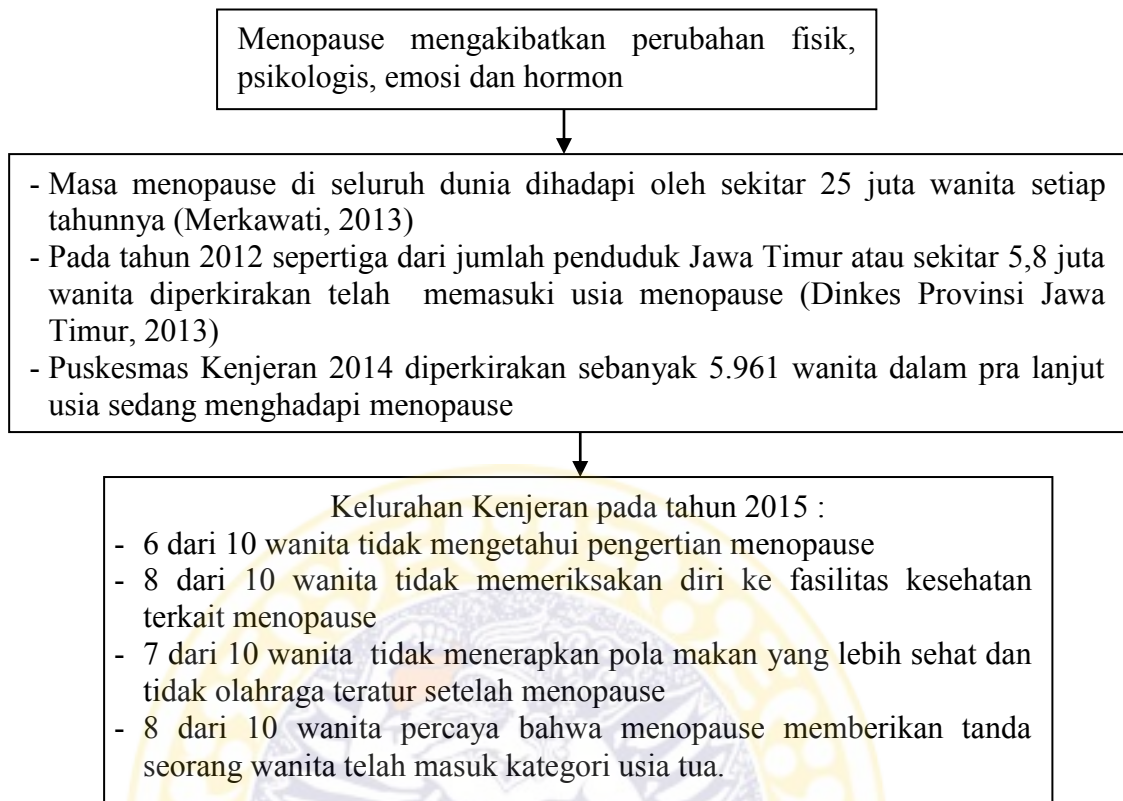 Menopause mengakibatkan perubahan fisik,
psikologis, emosi dan hormon
- Masa menopause di seluruh dunia dihadapi oleh sekitar 25 juta wanita setiap
tahunnya (Merkawati, 2013)
- Pada tahun 2012 sepertiga dari jumlah penduduk Jawa Timur atau sekitar 5,8 juta
wanita diperkirakan telah memasuki usia menopause (Dinkes Provinsi Jawa
Timur, 2013)
- Puskesmas Kenjeran 2014 diperkirakan sebanyak 5.961 wanita dalam pra lanjut
usia sedang menghadapi menopause
Kelurahan Kenjeran pada tahun 2015 :
- 6 dari 10 wanita tidak mengetahui pengertian menopause
- 8 dari 10 wanita tidak memeriksakan diri ke fasilitas kesehatan
terkait menopause
- 7 dari 10 wanita tidak menerapkan pola makan yang lebih sehat dan
tidak olahraga teratur setelah menopause
- 8 dari 10 wanita percaya bahwa menopause memberikan tanda
seorang wanita telah masuk kategori usia tua.